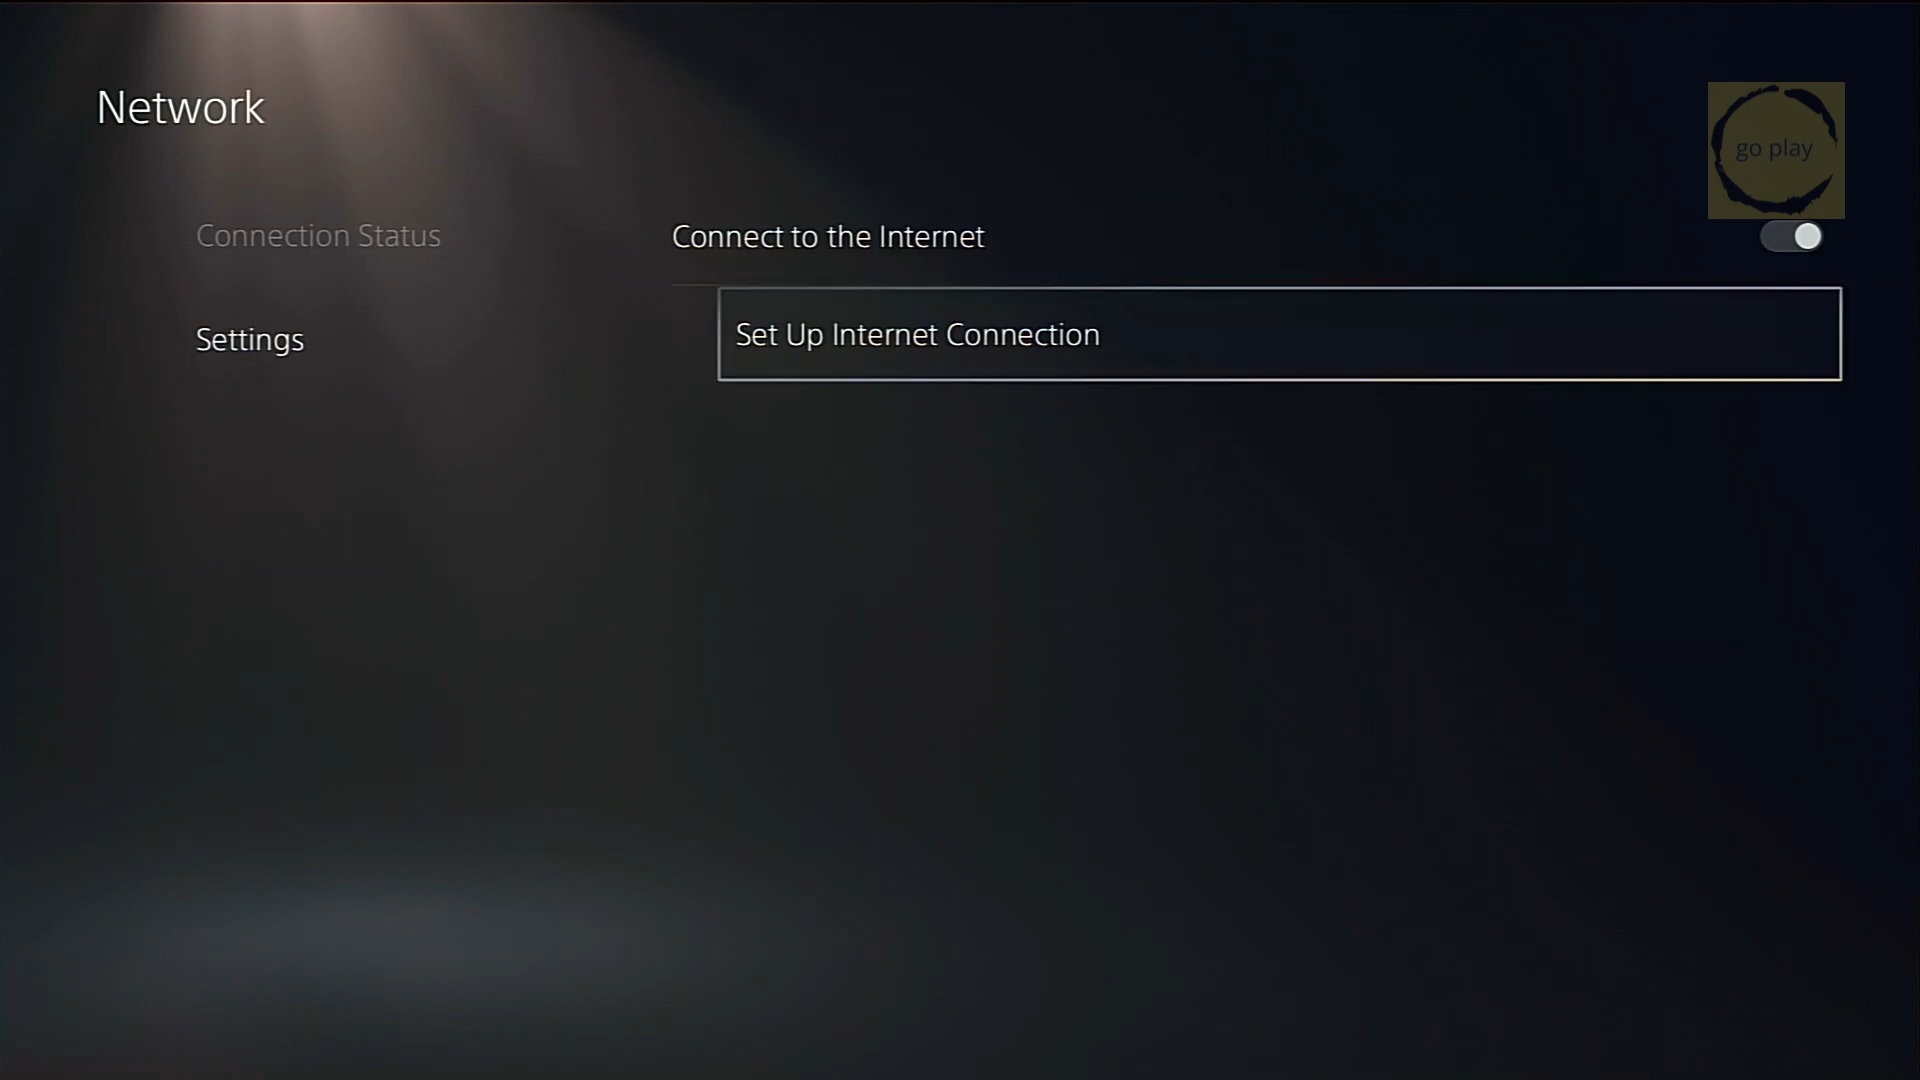 Network
go play
Connection Status
Connect to the Internet
Settings
Set Up Internet Connection